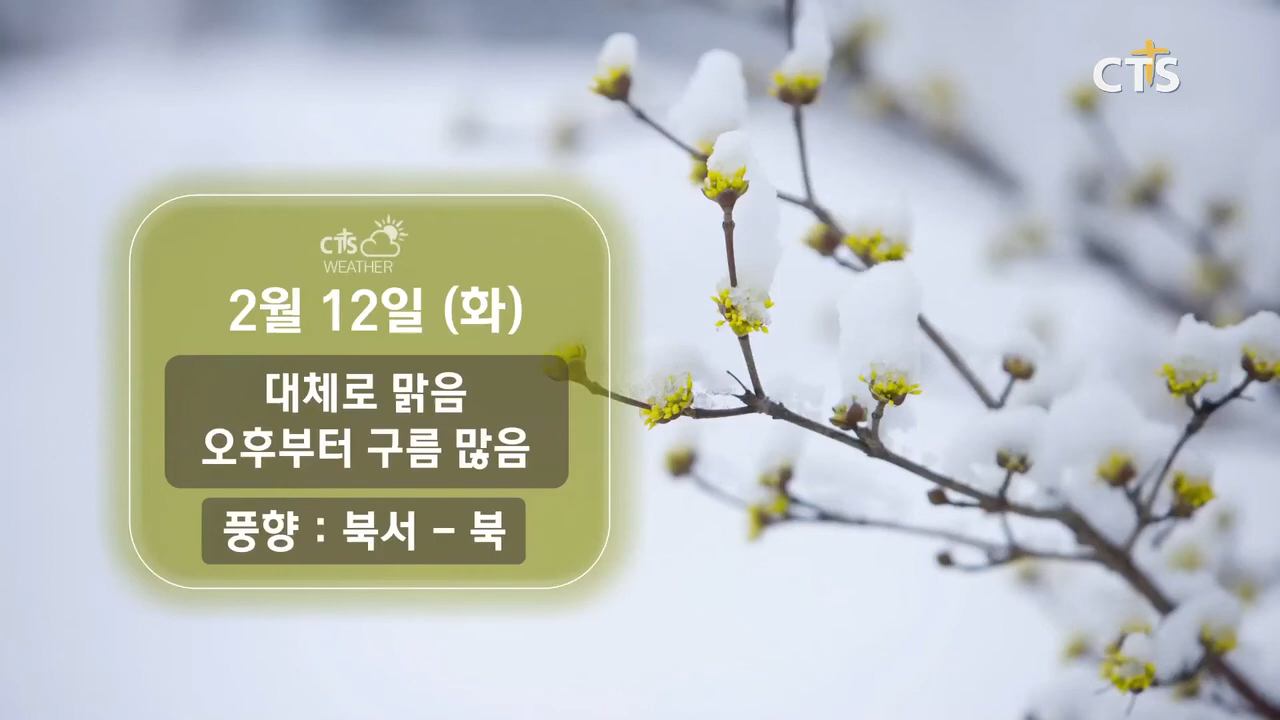 CTS
CTS
WEATHER
2월 12일 (화)
대체로 맑음
오후부터 구름 많음
풍향 : 북서 - 북